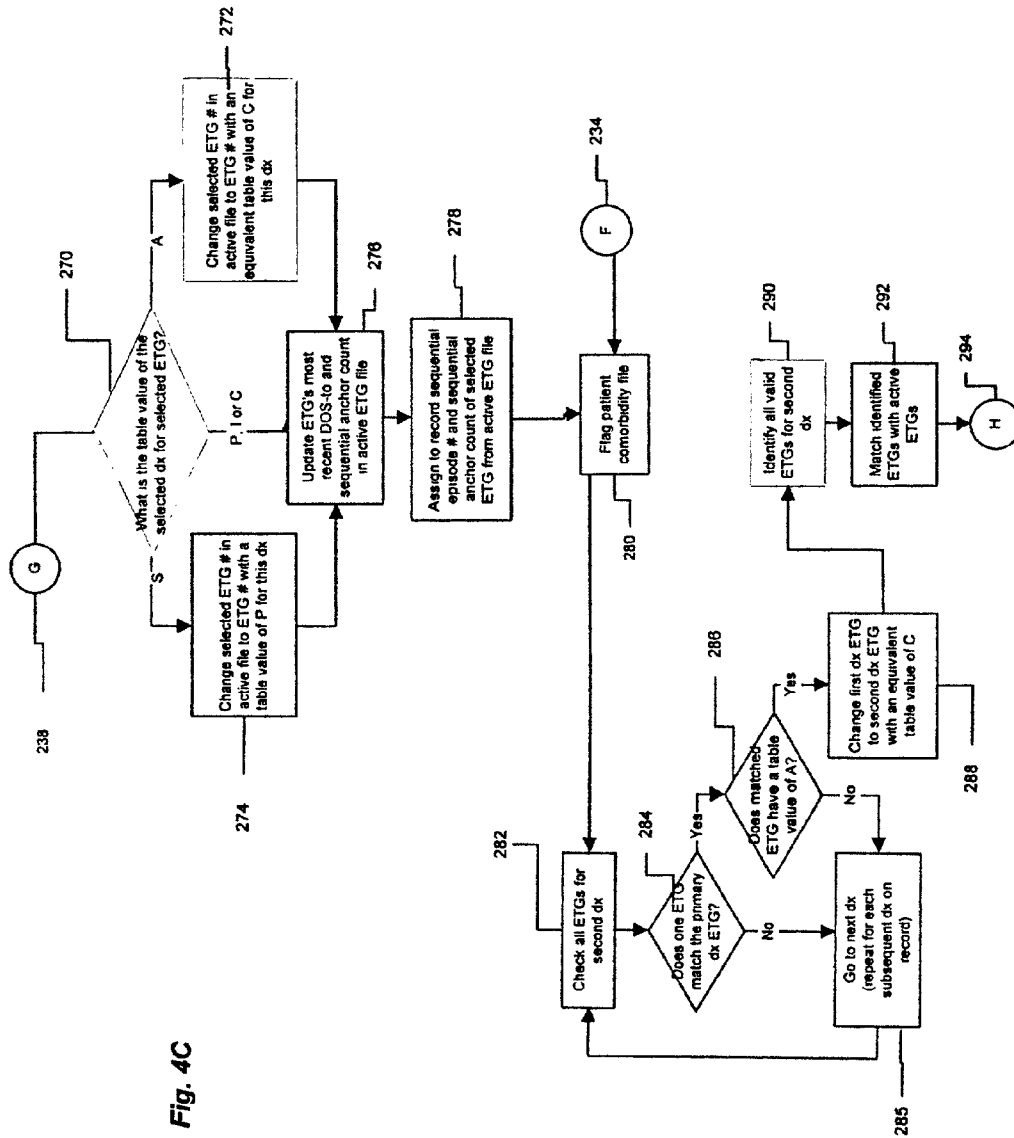 Fig. 4C
G
238
What is the table value of the
selected dx for selected ETG?
270
S
P, I or C
A
Change selected ETG # in
active file to ETG # with a
table value of P for this dx
274
Change selected ETG # in
active file to ETG # with an
equivalent table value of C for
this dx
272
Update ETG's most
recent DOS-to and
sequential anchor count
in active ETG file
276
Assign to record sequential
episode # and sequential
anchor count of selected
ETG from active ETG file
278
F
234
Flag patient
comorbidity file
280
Check all ETGs for
second dx
282
Does one ETG
match the primary
dx ETG?
284
Yes
No
Does matched
ETG have a table
value of A?
286
Yes
No
Go to next dx
(repeat for each
subsequent dx on
record)
285
Change first dx ETG
to second dx ETG
with an equivalent
table value of C
288
Identify all valid
ETGs for second
dx
290
Match identified
ETGs with active
ETGs
292
H
294